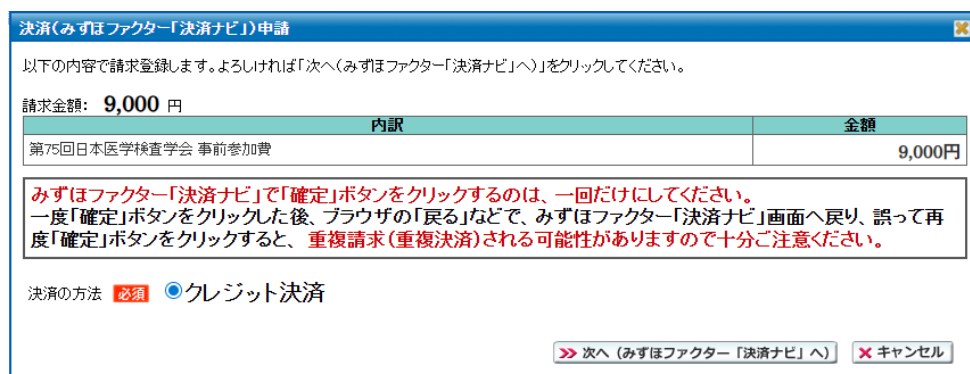 決済(みずほファクター「決済ナビ」)申請
以下の内容で請求登録します。よろしければ「次へ(みずほファクター「決済ナビ」へ)」をクリックしてください。
請求金額: 9,000 円
内訳 金額
第75回日本医学検査学会 事前参加費 9,000円
みずほファクター「決済ナビ」で「確定」ボタンをクリックするのは、一回だけにしてください。
一度「確定」ボタンをクリックした後、ブラウザの「戻る」などで、みずほファクター「決済ナビ」画面へ戻り、誤って再
度「確定」ボタンをクリックすると、重複請求(重複決済)される可能性がありますので十分ご注意ください。
決済の方法 必須 クレジット決済
次へ (みずほファクター「決済ナビ」へ) キャンセル